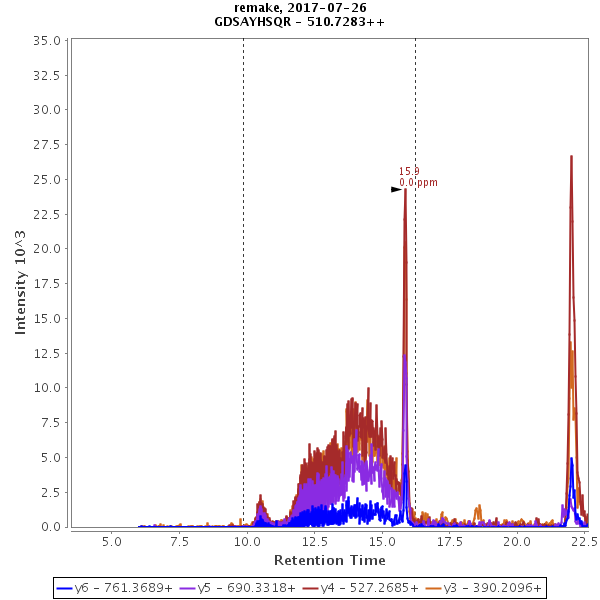 remake, 2017-07-26
GDSAYHSQR - 510.7283++
35.0
32.5
30.0
27.5
25.0
22.5
20.0
17.5
15.0
12.5
10.0
7.5
5.0
2.5
0.0
Intensity 10^3
15.9
0.0 ppm
5.0 7.5 10.0 12.5 15.0 17.5 20.0 22.5
Retention Time
y6 - 761.3689+ y5 - 690.3318+ y4 - 527.2685+ y3 - 390.2096+